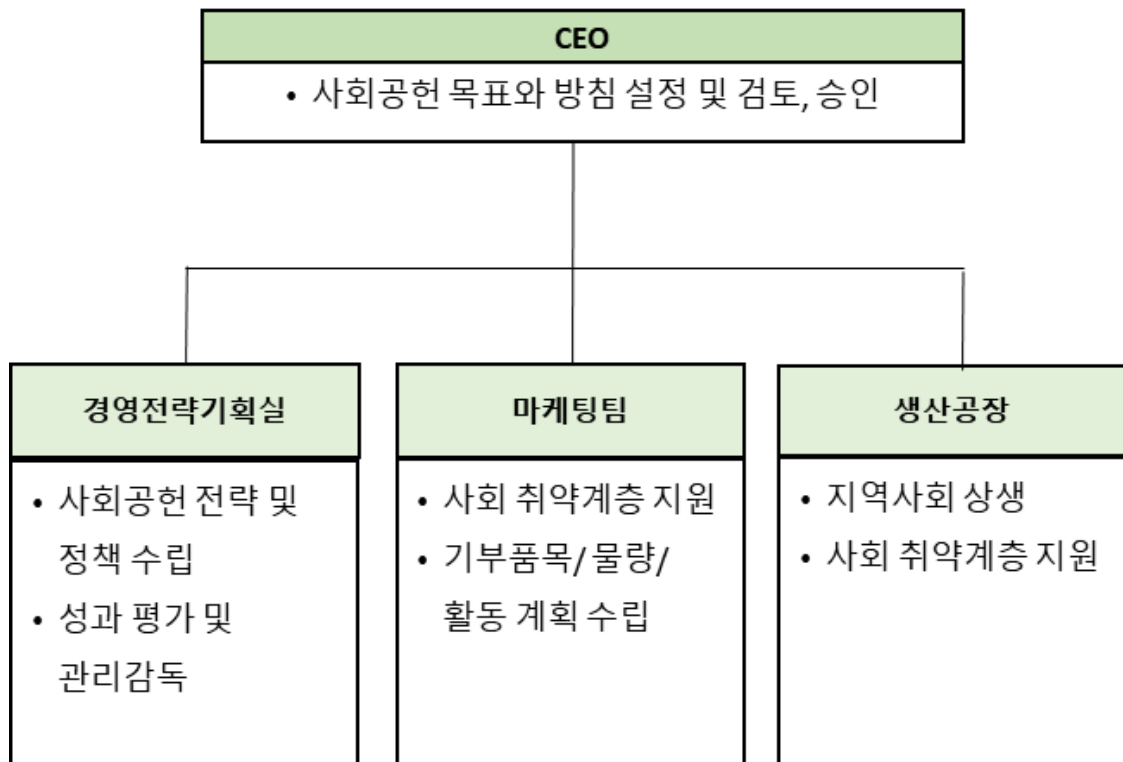 CEO
• 사회공헌 목표와 방침 설정 및 검토, 승인
경영전략기획실
• 사회공헌 전략 및
정책 수립
• 성과 평가 및
관리감독
마케팅팀
• 사회 취약계층 지원
• 기부품목/ 물량/
활동 계획 수립
생산공장
• 지역사회 상생
• 사회 취약계층 지원